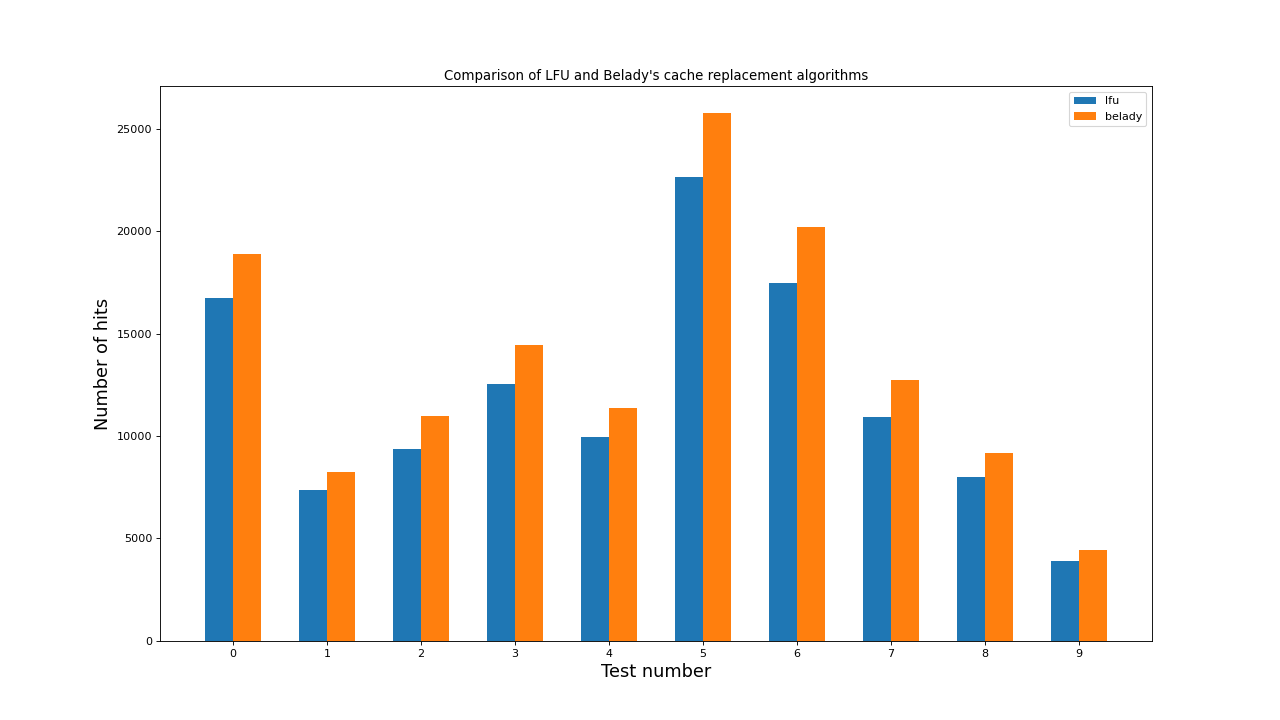 Comparison of LFU and Belady's cache replacement algorithms
lfu
belady
Number of hits
25000
20000
15000
10000
5000
0
0 1 2 3 4 5 6 7 8 9
Test number